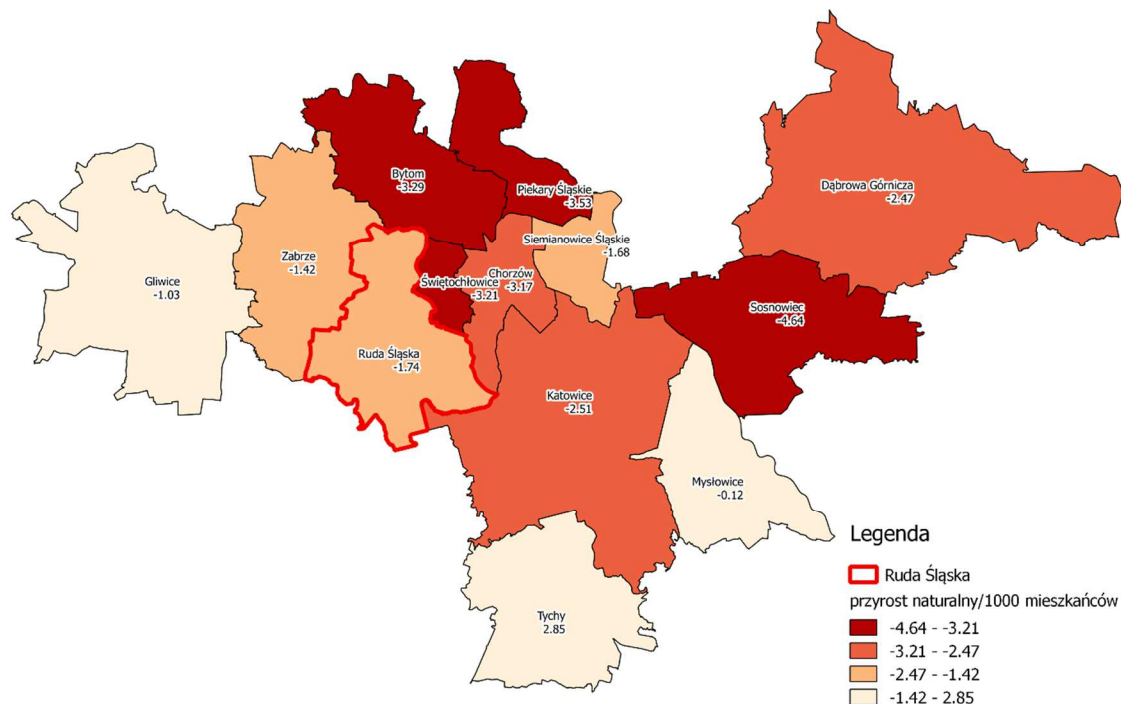 Bytom
-3.29
Piekary Śląskie
-3.53
Dąbrowa Górnicza
-2.47
Siemianowice Śląskie
-1.68
Zabrze
-1.42
Gliwice
-1.03
Świętochłowice
-3.21
Chorzów
-3.17
Sosnowiec
-4.64
Ruda Śląska
-1.74
Katowice
-2.51
Mysłowice
-0.12
Tychy
2.85
Legenda
Ruda Śląska
przyrost naturalny/1000 mieszkańców
-4.64 - -3.21
-3.21 - -2.47
-2.47 - -1.42
-1.42 - 2.85